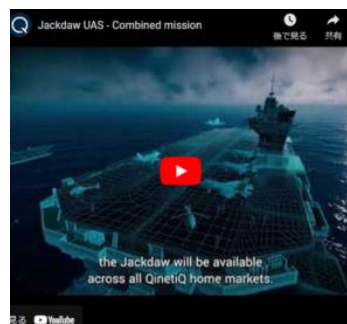 Jackdaw UAS - Combined mission
後で見る
共有
the Jackdaw will be available
across all QinetiQ home markets.
見る YouTube